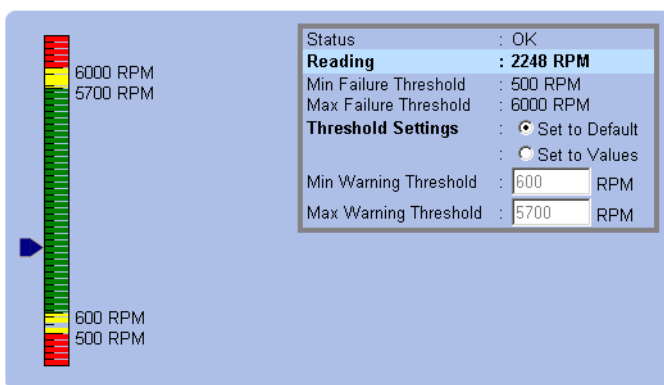 6000 RPM
5700 RPM
600 RPM
500 RPM
Status : OK
Reading : 2248 RPM
Min Failure Threshold : 500 RPM
Max Failure Threshold : 6000 RPM
Threshold Settings : Set to Default
: Set to Values
Min Warning Threshold : 600 RPM
Max Warning Threshold : 5700 RPM